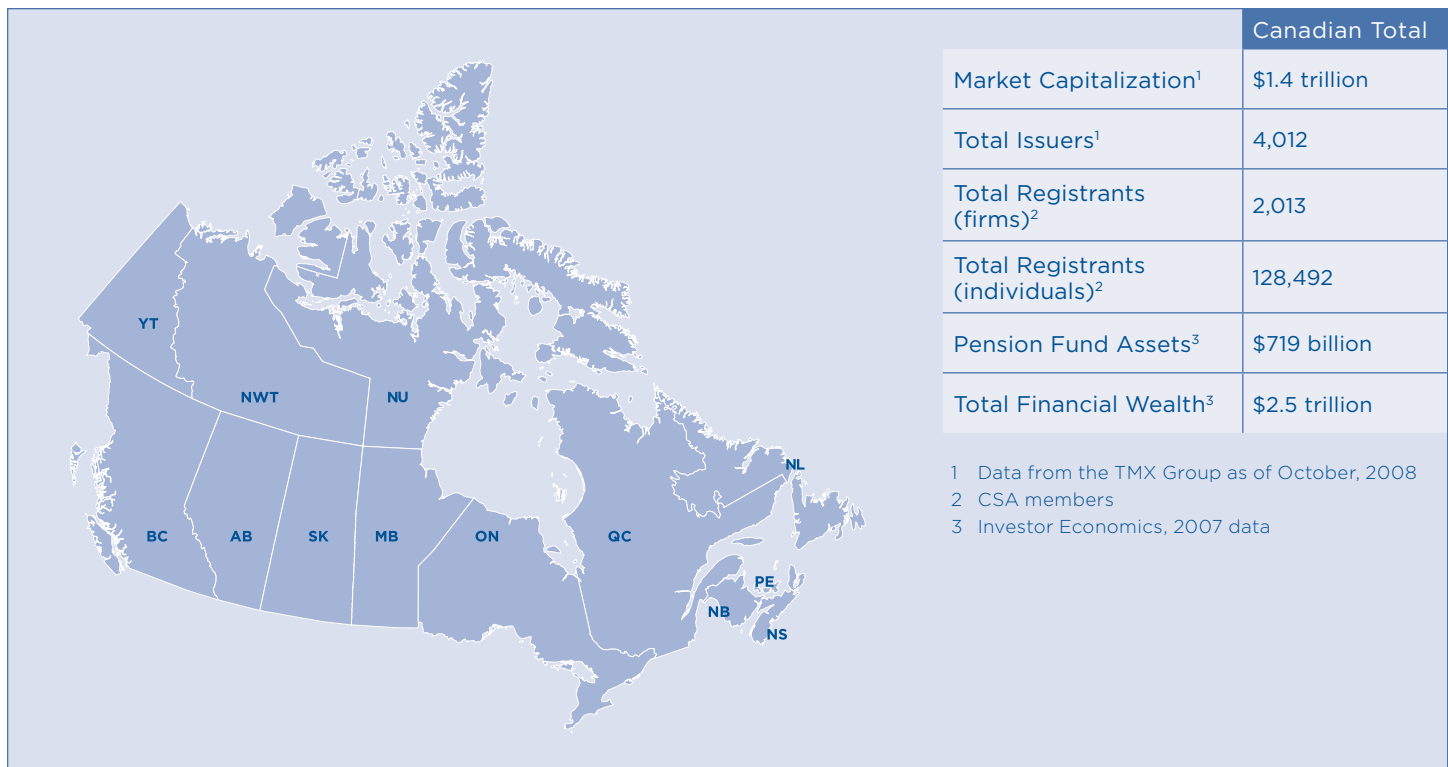 Canadian Total
Market Capitalization1 $1.4 trillion
Total Issuers1 4,012
Total Registrants
(firms)2 2,013
Total Registrants
(individuals)2 128,492
Pension Fund Assets3 $719 billion
Total Financial Wealth3 $2.5 trillion
1 Data from the TMX Group as of October, 2008
2 CSA members
3 Investor Economics, 2007 data
YT
NWT
NU
NL
BC
AB
SK
MB
ON
QC
PE
NB
NS